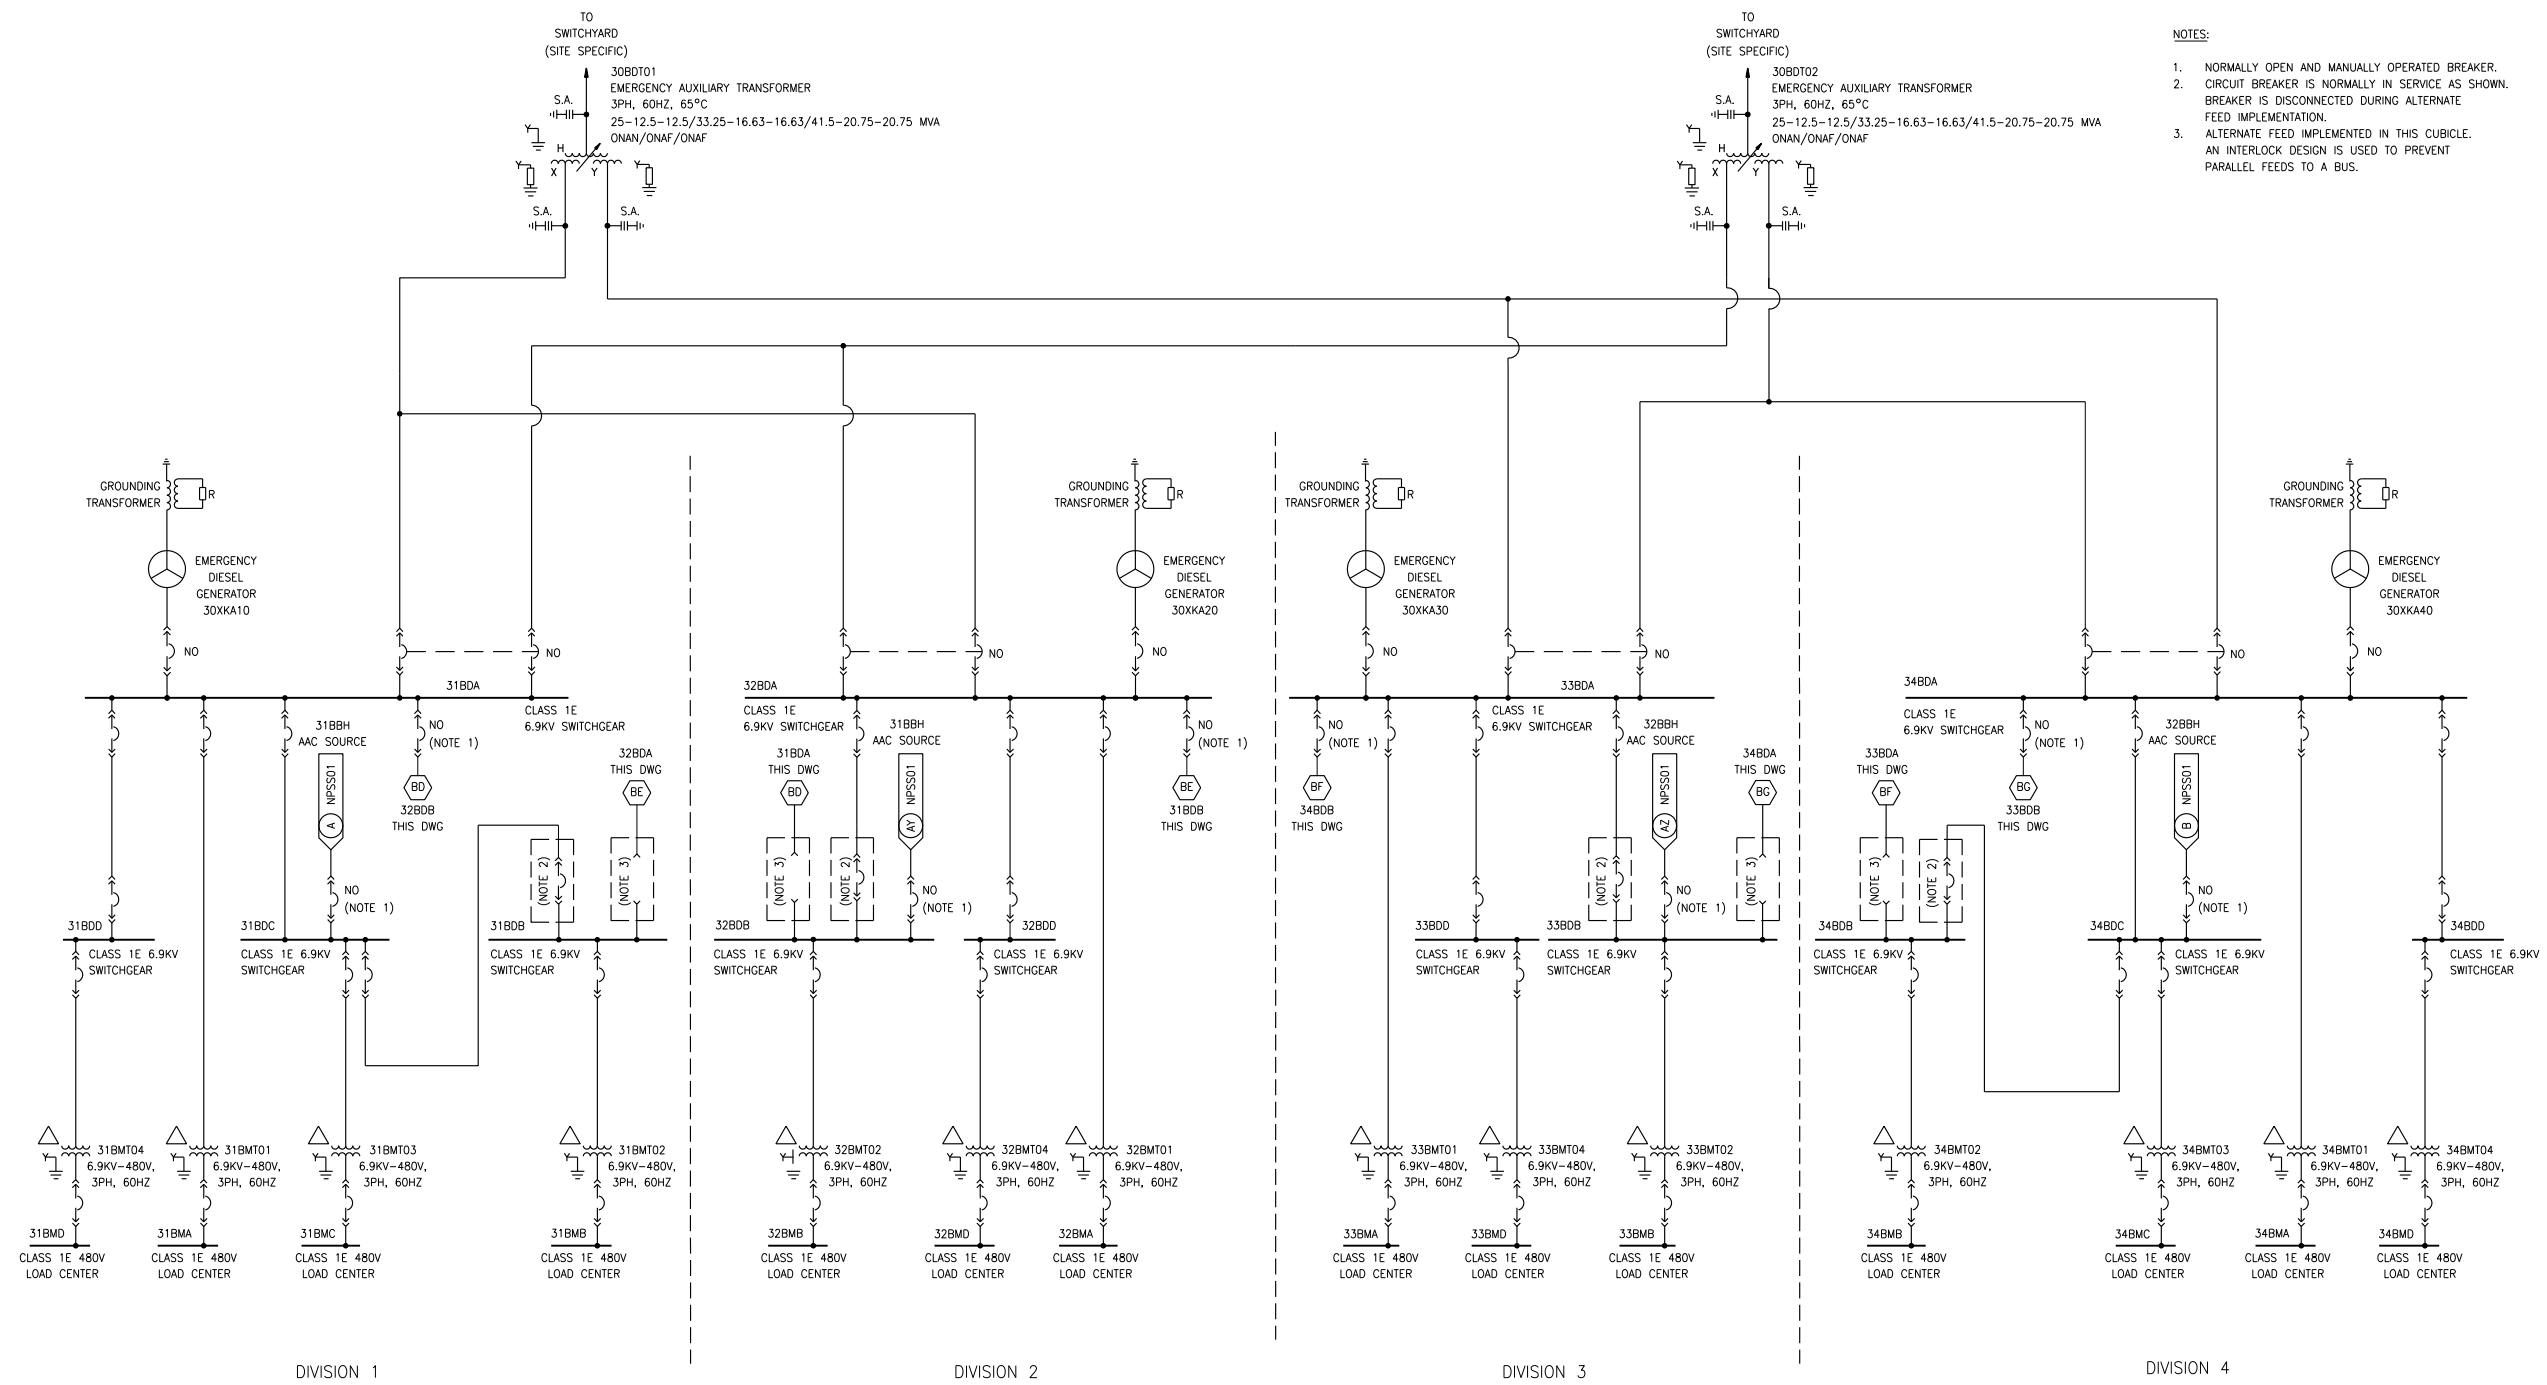 TO
SWITCHYARD
(SITE SPECIFIC)
30BDT01
EMERGENCY AUXILIARY TRANSFORMER
3PH, 60HZ, 65°C
25-12.5-12.5/33.25-16.63-16.63/41.5-20.75-20.75 MVA
ONAN/ONAF/ONAF
S.A.
Y
H
Y
X
Y
Y
S.A.
S.A.
TO
SWITCHYARD
(SITE SPECIFIC)
30BDT02
EMERGENCY AUXILIARY TRANSFORMER
3PH, 60HZ, 65°C
25-12.5-12.5/33.25-16.63-16.63/41.5-20.75-20.75 MVA
ONAN/ONAF/ONAF
S.A.
Y
H
Y
X
Y
Y
S.A.
S.A.
NOTES:
1. NORMALLY OPEN AND MANUALLY OPERATED BREAKER.
2. CIRCUIT BREAKER IS NORMALLY IN SERVICE AS SHOWN.
BREAKER IS DISCONNECTED DURING ALTERNATE
FEED IMPLEMENTATION.
3. ALTERNATE FEED IMPLEMENTED IN THIS CUBICLE.
AN INTERLOCK DESIGN IS USED TO PREVENT
PARALLEL FEEDS TO A BUS.
GROUNDING
TRANSFORMER
R
EMERGENCY
DIESEL
GENERATOR
30XKA10
NO
NO
31BDA
CLASS 1E
6.9KV SWITCHGEAR
31BBH
AAC SOURCE
NPSS01
A
NO
(NOTE 1)
BD
32BDB
THIS DWG
32BDA
THIS DWG
BE
(NOTE 2)
(NOTE 3)
NO
(NOTE 1)
31BDD
CLASS 1E 6.9KV
SWITCHGEAR
31BDC
CLASS 1E 6.9KV
SWITCHGEAR
31BDB
CLASS 1E 6.9KV
SWITCHGEAR
Y
31BMT04
6.9KV-480V,
3PH, 60HZ
31BMD
CLASS 1E 480V
LOAD CENTER
Y
31BMT01
6.9KV-480V,
3PH, 60HZ
31BMA
CLASS 1E 480V
LOAD CENTER
Y
31BMT03
6.9KV-480V,
3PH, 60HZ
31BMC
CLASS 1E 480V
LOAD CENTER
Y
31BMT02
6.9KV-480V,
3PH, 60HZ
31BMB
CLASS 1E 480V
LOAD CENTER
DIVISION 1
GROUNDING
TRANSFORMER
R
EMERGENCY
DIESEL
GENERATOR
30XKA20
NO
NO
32BDA
CLASS 1E
6.9KV SWITCHGEAR
31BDA
THIS DWG
BD
31BBH
AAC SOURCE
NPSS01
AY
NO
(NOTE 1)
BE
31BDB
THIS DWG
(NOTE 3)
(NOTE 2)
NO
(NOTE 1)
32BDB
CLASS 1E 6.9KV
SWITCHGEAR
32BDD
CLASS 1E 6.9KV
SWITCHGEAR
Y
32BMT02
6.9KV-480V,
3PH, 60HZ
32BMB
CLASS 1E 480V
LOAD CENTER
Y
32BMT04
6.9KV-480V,
3PH, 60HZ
32BMD
CLASS 1E 480V
LOAD CENTER
Y
32BMT01
6.9KV-480V,
3PH, 60HZ
32BMA
CLASS 1E 480V
LOAD CENTER
DIVISION 2
GROUNDING
TRANSFORMER
R
EMERGENCY
DIESEL
GENERATOR
30XKA30
NO
NO
33BDA
CLASS 1E
6.9KV SWITCHGEAR
NO
(NOTE 1)
BF
34BDB
THIS DWG
32BBH
AAC SOURCE
NPSS01
AZ
34BDA
THIS DWG
BG
(NOTE 2)
NO
(NOTE 1)
(NOTE 3)
33BDD
CLASS 1E 6.9KV
SWITCHGEAR
33BDB
CLASS 1E 6.9KV
SWITCHGEAR
Y
33BMT01
6.9KV-480V,
3PH, 60HZ
33BMA
CLASS 1E 480V
LOAD CENTER
Y
33BMT04
6.9KV-480V,
3PH, 60HZ
33BMD
CLASS 1E 480V
LOAD CENTER
Y
33BMT02
6.9KV-480V,
3PH, 60HZ
33BMB
CLASS 1E 480V
LOAD CENTER
DIVISION 3
GROUNDING
TRANSFORMER
R
EMERGENCY
DIESEL
GENERATOR
30XKA40
NO
NO
34BDA
CLASS 1E
6.9KV SWITCHGEAR
33BDA
THIS DWG
BF
NO
(NOTE 1)
BG
33BDB
THIS DWG
32BBH
AAC SOURCE
NPSS01
B
(NOTE 3)
(NOTE 2)
NO
(NOTE 1)
34BDB
CLASS 1E 6.9KV
SWITCHGEAR
34BDC
CLASS 1E 6.9KV
SWITCHGEAR
34BDD
CLASS 1E 6.9KV
SWITCHGEAR
Y
34BMT02
6.9KV-480V,
3PH, 60HZ
34BMB
CLASS 1E 480V
LOAD CENTER
Y
34BMT03
6.9KV-480V,
3PH, 60HZ
34BMC
CLASS 1E 480V
LOAD CENTER
Y
34BMT01
6.9KV-480V,
3PH, 60HZ
34BMA
CLASS 1E 480V
LOAD CENTER
Y
34BMT04
6.9KV-480V,
3PH, 60HZ
34BMD
CLASS 1E 480V
LOAD CENTER
DIVISION 4